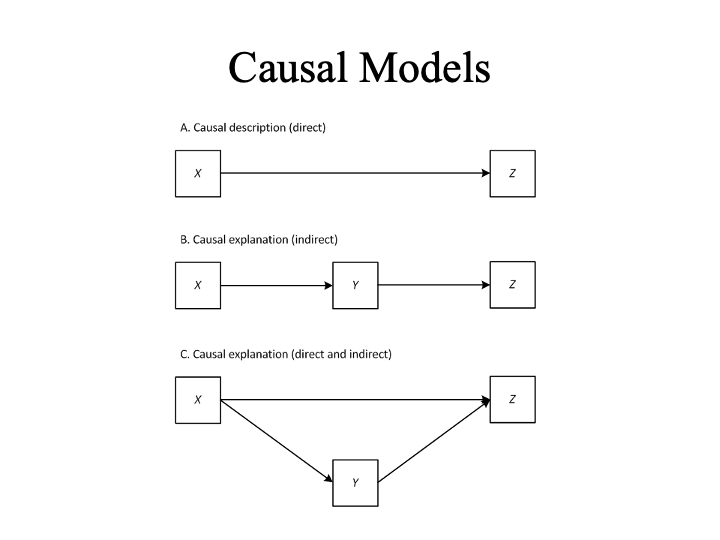 Causal Models
A. Causal description (direct)
X
Z
B. Causal explanation (indirect)
X
Y
Z
C. Causal explanation (direct and indirect)
X
Z
Y